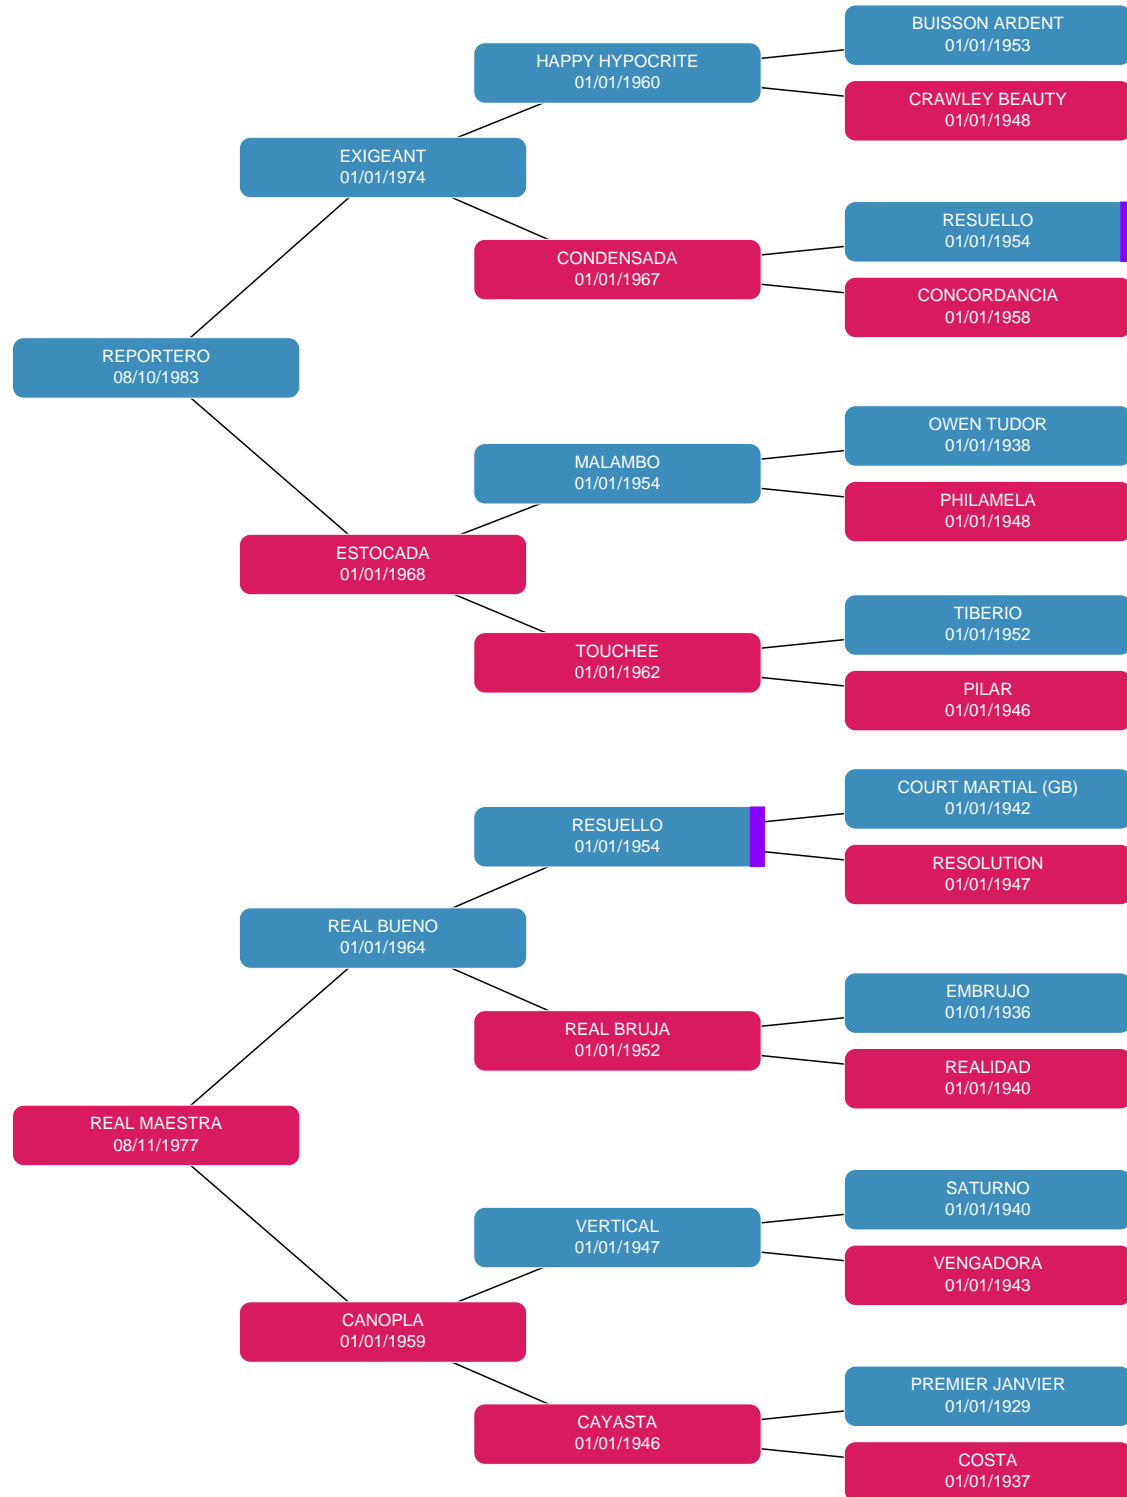 BUISSON ARDENT
01/01/1953
HAPPY HYPOCRITE
01/01/1960
CRAWLEY BEAUTY
01/01/1948
EXIGEANT
01/01/1974
RESUELLO
01/01/1954
CONDENSADA
01/01/1967
CONCORDANCIA
01/01/1958
REPORTERO
08/10/1983
OWEN TUDOR
01/01/1938
MALAMBO
01/01/1954
PHILAMELA
01/01/1948
ESTOCADA
01/01/1968
TIBERIO
01/01/1952
TOUCHEE
01/01/1962
PILAR
01/01/1946
COURT MARTIAL (GB)
01/01/1942
RESUELLO
01/01/1954
RESOLUTION
01/01/1947
REAL BUENO
01/01/1964
EMBRUJO
01/01/1936
REAL BRUJA
01/01/1952
REALIDAD
01/01/1940
REAL MAESTRA
08/11/1977
SATURNO
01/01/1940
VERTICAL
01/01/1947
VENGADORA
01/01/1943
CANOPLA
01/01/1959
PREMIER JANVIER
01/01/1929
CAYASTA
01/01/1946
COSTA
01/01/1937